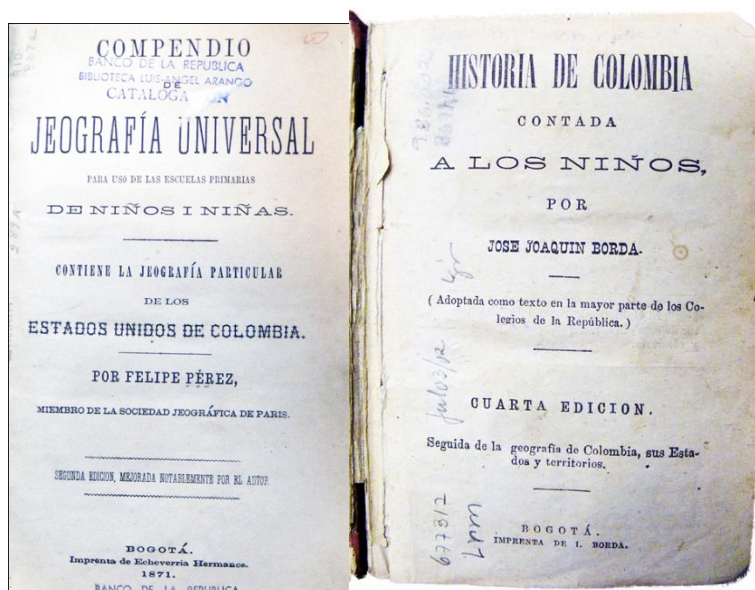 COMPENDIO
BANCO DE LA REPUBLICA
BIBLIOTECA LUIS-ANGEL ARANGO
DE
CATALOGA ON
JEOGRAFÍA UNIVERSAL
PARA USO DE LAS ESCUELAS PRIMARIAS
DE NIÑOS I NIÑAS.
CONTIENE LA JEOGRAFÍA PARTICULAR
DE LOS
ESTADOS UNIDOS DE COLOMBIA.
POR FELIPE PÉREZ,
MIEMBRO DE LA SOCIEDAD JEOGRÁFICA DE PARIS.
SEGUNDA EDICION, MEJORADA NOTABLEMENTE POR EL AUTOR
BOGOTÁ.
Imprenta de Echeverria Hermanos.
1871.
BANCO DE LA REPUBLICA
HISTORIA DE COLOMBIA
CONTADA
A LOS NIÑOS,
POR
JOSE JOAQUIN BORDA.
( Adoptada como texto en la mayor parte de los Co-
legios de la República. )
CUARTA EDICION.
Seguida de la geografía de Colombia, sus Esta-
dos y territorios.
BOGOTÁ.
IMPRENTA DE I. BORDA.
677312